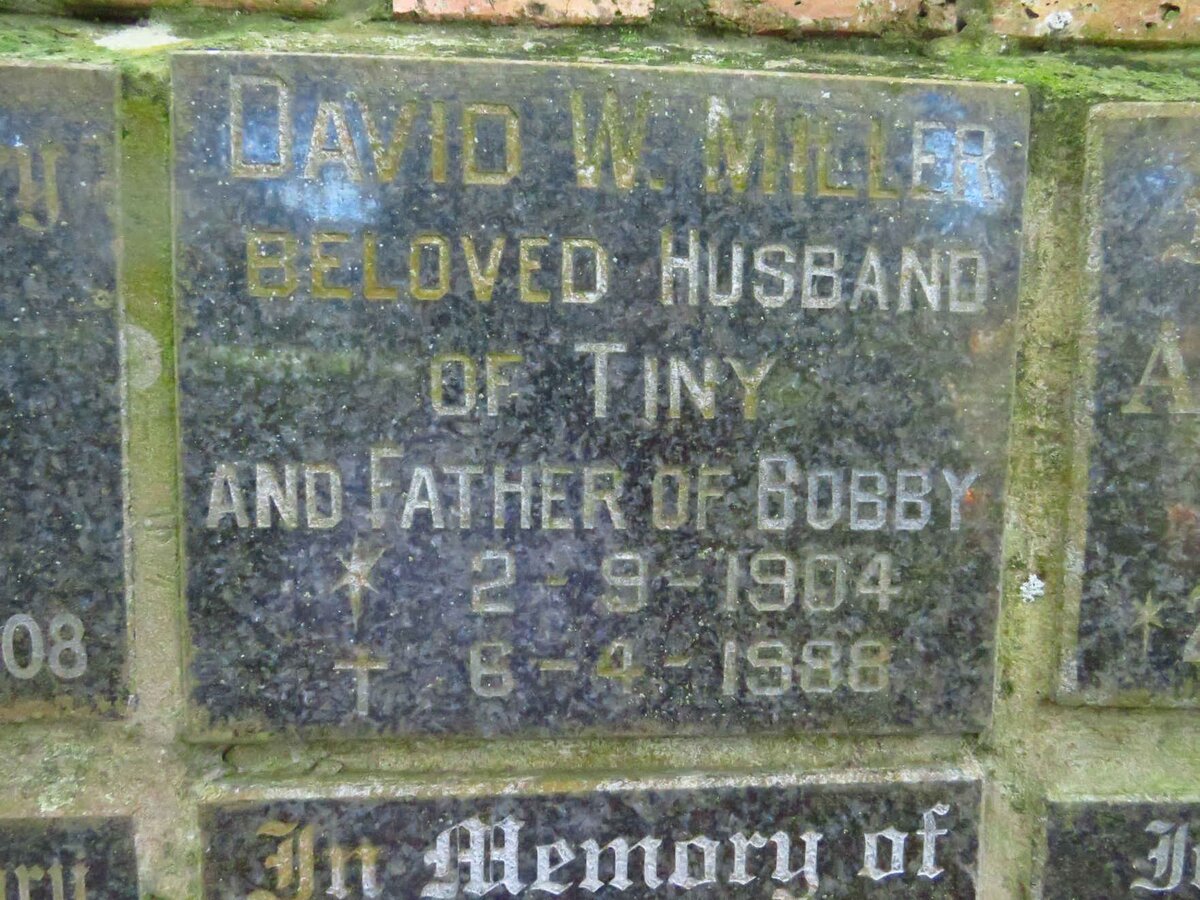 DAVID W. MILLER
BELOVED HUSBAND
OF TINY
AND FATHER OF BOBBY
2-9-1904
6-4-1988
08
In Memory of